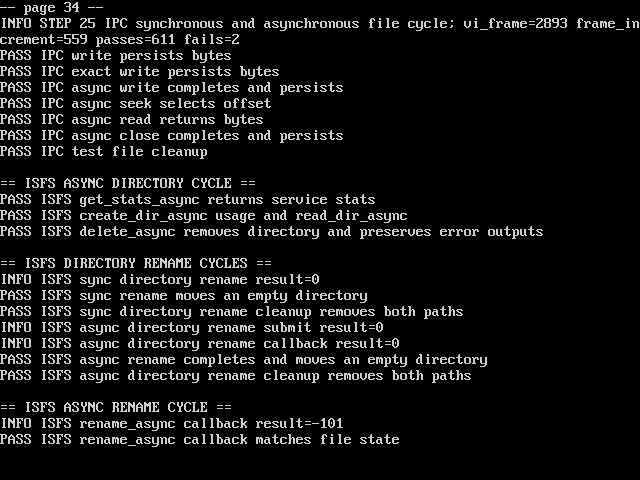 -- page 34 --
INFO STEP 25 IPC synchronous and asynchronous file cycle; vi_frame=2893 frame_in
crement=559 passes=611 fails=2
PASS IPC write persists bytes
PASS IPC exact write persists bytes
PASS IPC async write completes and persists
PASS IPC async seek selects offset
PASS IPC async read returns bytes
PASS IPC async close completes and persists
PASS IPC test file cleanup
== ISFS ASYNC DIRECTORY CYCLE ==
PASS ISFS get_stats_async returns service stats
PASS ISFS create_dir_async usage and read_dir_async
PASS ISFS delete_async removes directory and preserves error outputs
== ISFS DIRECTORY RENAME CYCLES ==
INFO ISFS sync directory rename result=0
PASS ISFS sync rename moves an empty directory
PASS ISFS sync directory rename cleanup removes both paths
INFO ISFS async directory rename submit result=0
INFO ISFS async directory rename callback result=0
PASS ISFS async rename completes and moves an empty directory
PASS ISFS async directory rename cleanup removes both paths
== ISFS ASYNC RENAME CYCLE ==
INFO ISFS rename_async callback result=-101
PASS ISFS rename_async callback matches file state